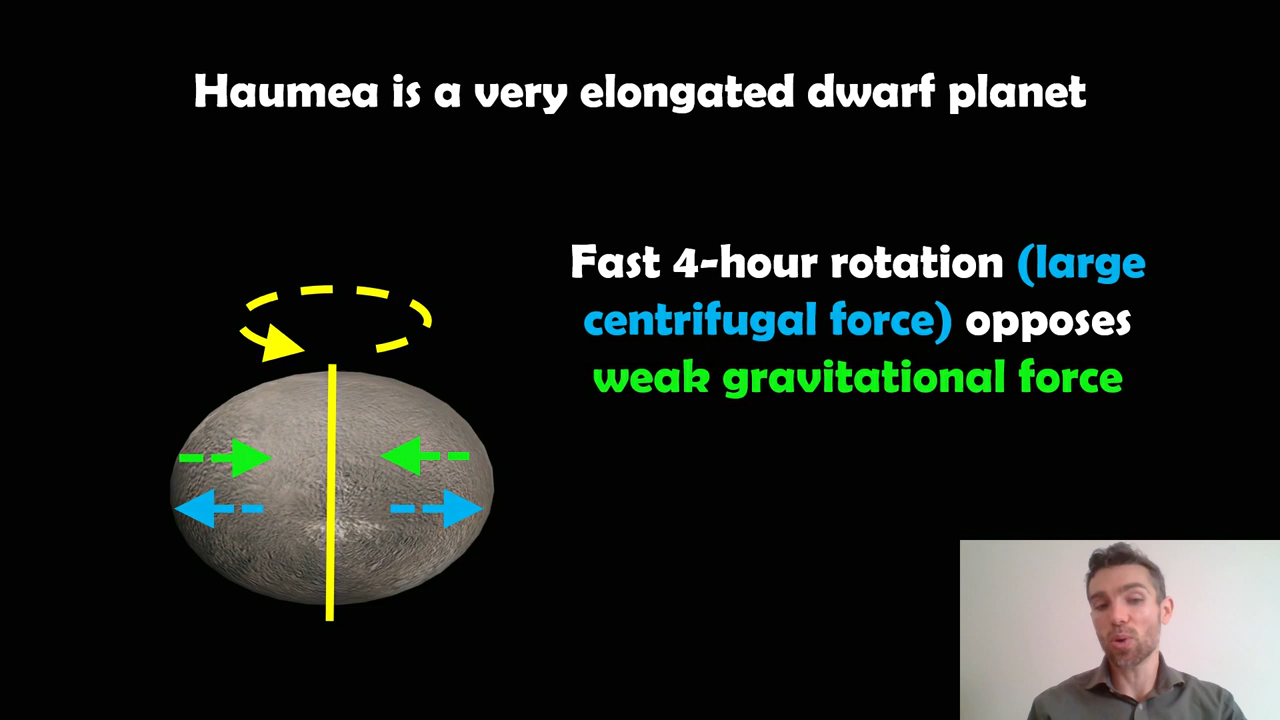 Haumea is a very elongated dwarf planet
Fast 4-hour rotation (large
centrifugal force) opposes
weak gravitational force